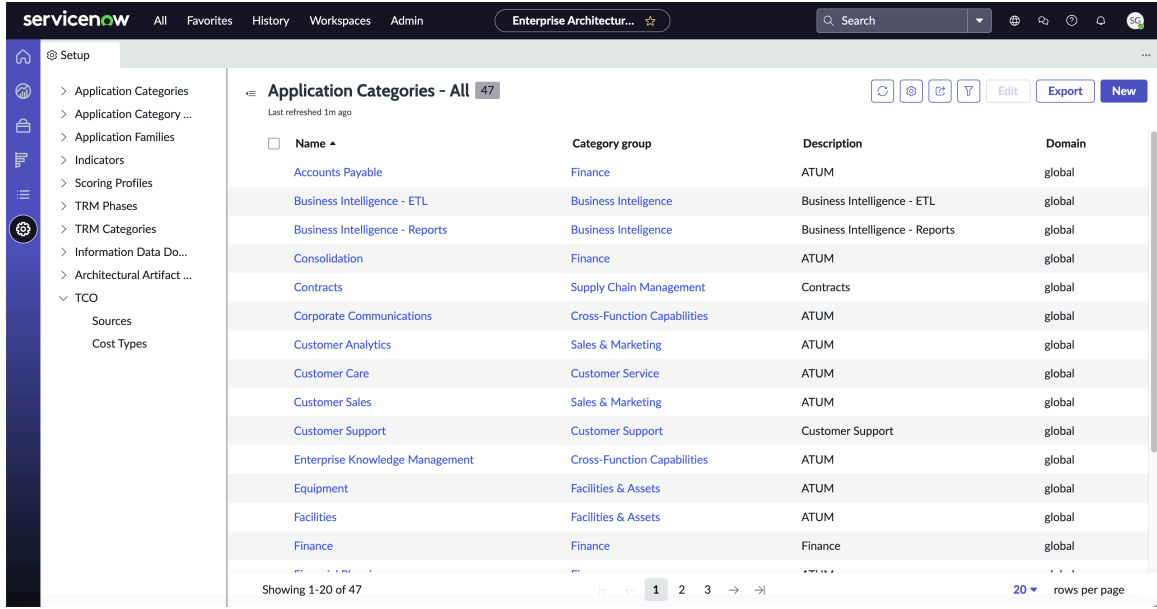 servicenow All Favorites History Workspaces Admin Enterprise Architectur... Search SG
Setup
Application Categories
Application Category ...
Application Families
Indicators
Scoring Profiles
TRM Phases
TRM Categories
Information Data Do...
Architectural Artifact ...
TCO
Sources
Cost Types
Application Categories - All 47
Last refreshed 1m ago
Edit Export New
Name Category group Description Domain
Accounts Payable Finance ATUM global
Business Intelligence - ETL Business Inteligence Business Intelligence - ETL global
Business Intelligence - Reports Business Inteligence Business Intelligence - Reports global
Consolidation Finance ATUM global
Contracts Supply Chain Management Contracts global
Corporate Communications Cross-Function Capabilities ATUM global
Customer Analytics Sales & Marketing ATUM global
Customer Care Customer Service ATUM global
Customer Sales Sales & Marketing ATUM global
Customer Support Customer Support Customer Support global
Enterprise Knowledge Management Cross-Function Capabilities ATUM global
Equipment Facilities & Assets ATUM global
Facilities Facilities & Assets ATUM global
Finance Finance Finance global
Showing 1-20 of 47 1 2 3 20 rows per page